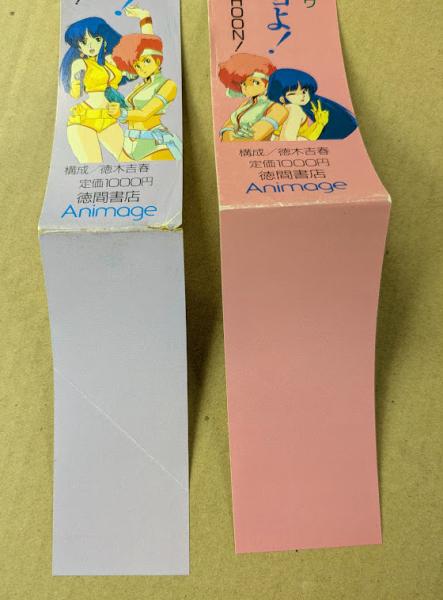 !
構成/徳木吉春
定価1000円
徳間書店
Animage
よ!
OON!
構成/徳木吉春
定価1000円
徳間書店
Animage